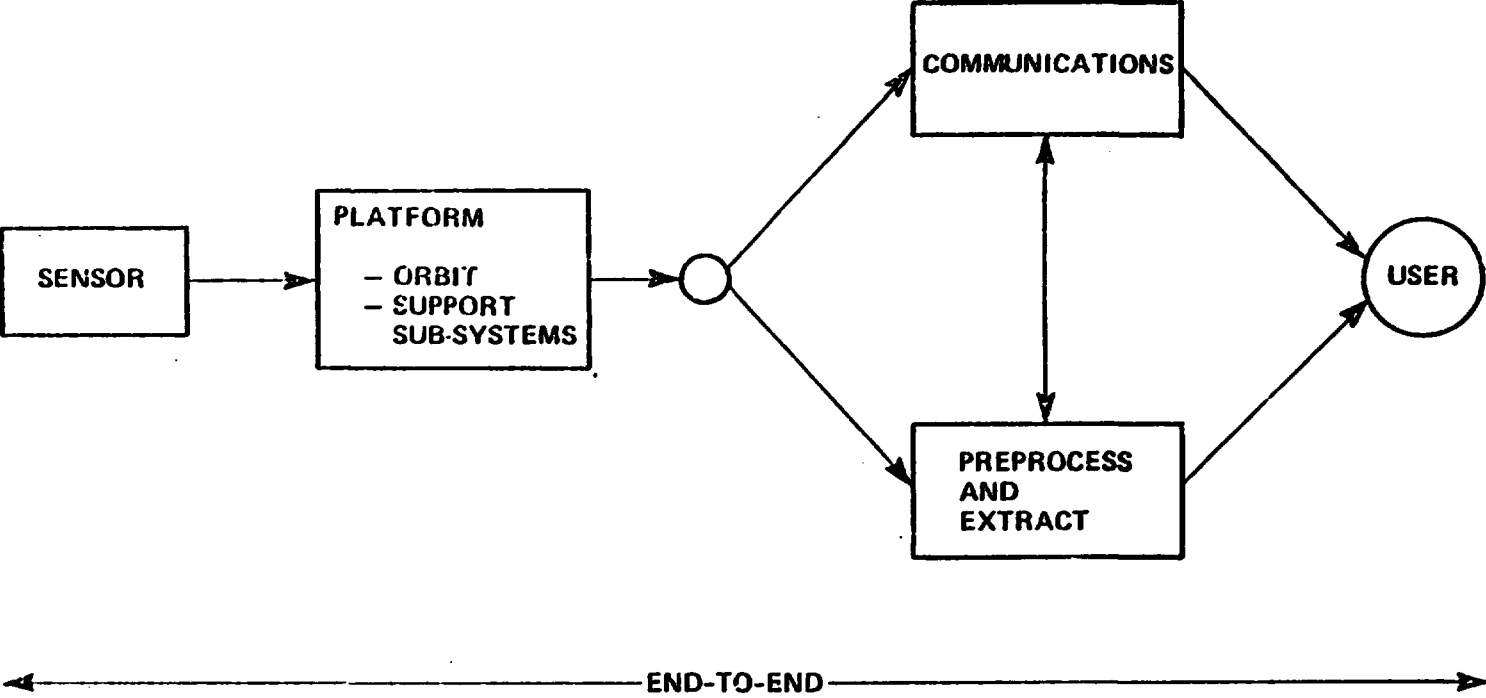 COMMUNICATIONS
PLATFORM
– ORBIT
– SUPPORT
SUB-SYSTEMS
SENSOR
USER
PREPROCESS
AND
EXTRACT
END-TO-END